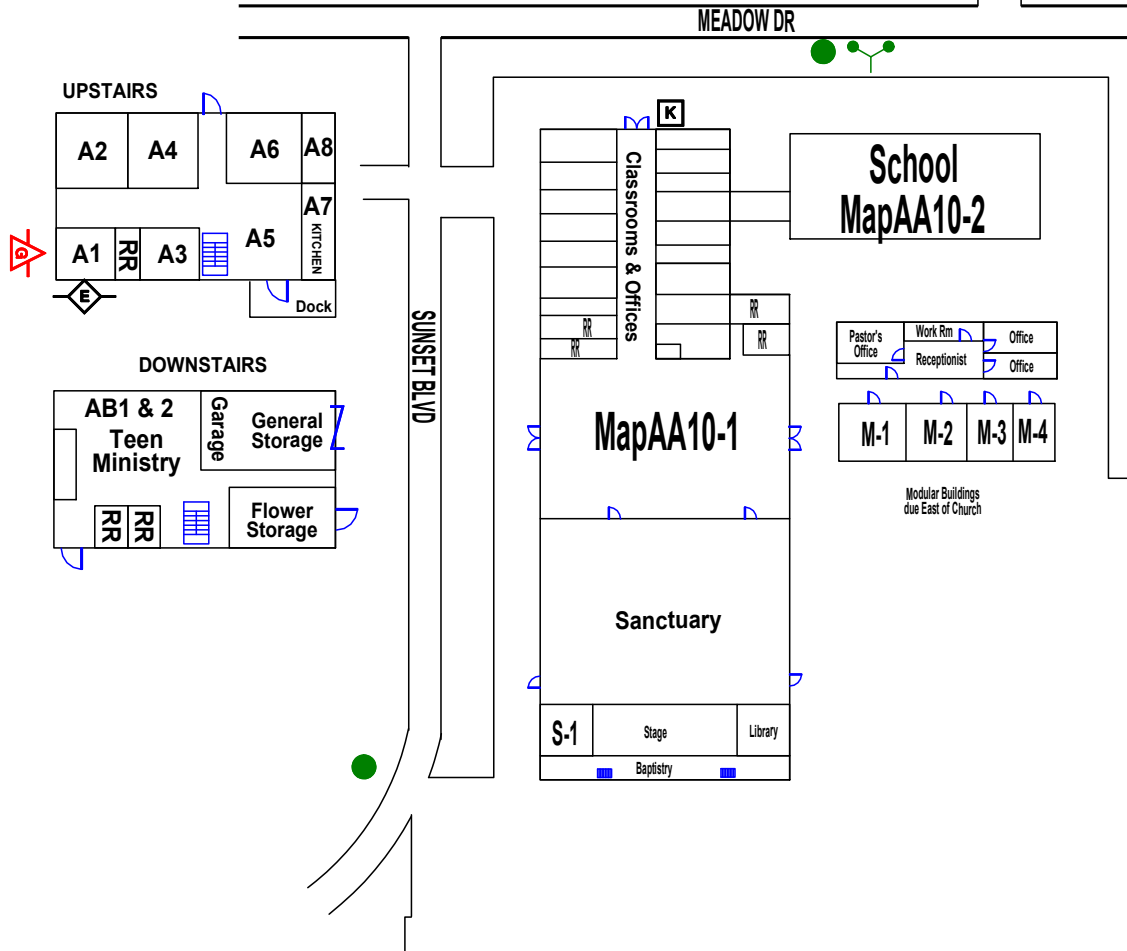 MEADOW DR
UPSTAIRS
K
A2
A4
A6
A8
Classrooms & Offices
School
MapAA10-2
A7
KITCHEN
G
A1
RR
A3
A5
E
Dock
SUNSET BLVD
RR
RR
RR
RR
Pastor's
Office
Work Rm
Receptionist
Office
Office
DOWNSTAIRS
AB1 & 2
Teen
Ministry
Garage
General
Storage
MapAA10-1
M-1
M-2
M-3
M-4
Modular Buildings
due East of Church
RR
RR
Flower
Storage
Sanctuary
S-1
Stage
Library
Baptistry